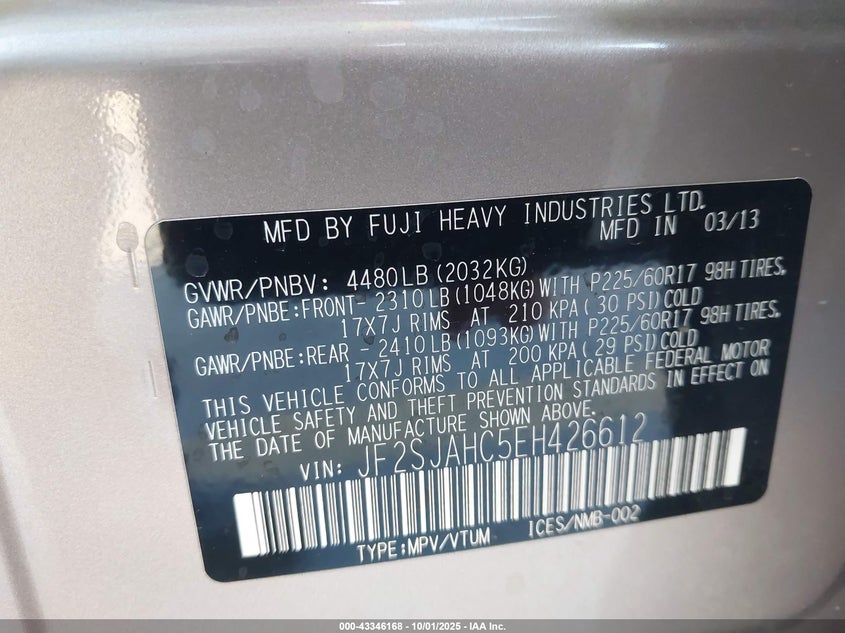 MFD BY FUJI HEAVY INDUSTRIES LTD.
MFD IN 03/13
GVWR/PNBV: 4480LB (2032KG)
GAWR/PNBE:FRONT- 2310LB (1048KG)WITH P225/60R17 98H TIRES,
17X7J RIMS AT 210 KPA ( 30 PSI)COLD
GAWR/PNBE:REAR - 2410LB (1093KG)WITH P225/60R17 98H TIRES,
17X7J RIMS AT 200 KPA ( 29 PSI)COLD
THIS VEHICLE CONFORMS TO ALL APPLICABLE FEDERAL MOTOR
VEHICLE SAFETY AND THEFT PREVENTION STANDARDS IN EFFECT ON
THE DATE OF MANUFACTURE SHOWN ABOVE.
VIN: JF2SJAHC5EH426612
TYPE:MPV/VTUM ICES/NMB-002
000-43346168 - 10/01/2025 - IAA Inc.